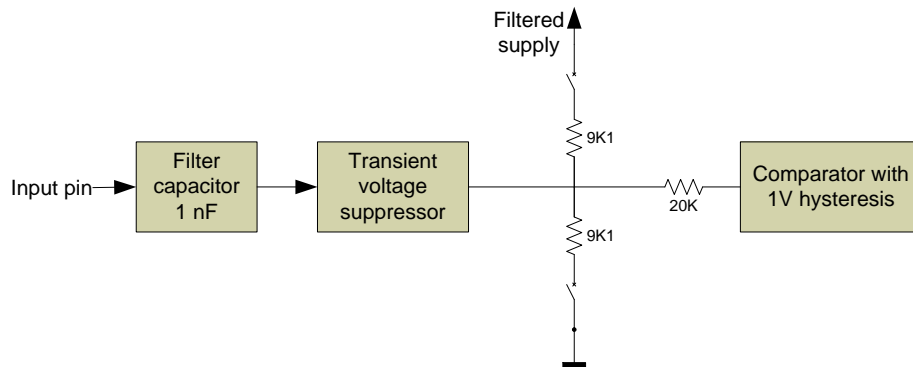 Filtered
supply
9K1
Input pin
Filter
capacitor
1 nF
Transient
voltage
suppressor
20K
Comparator with
1V hysteresis
9K1